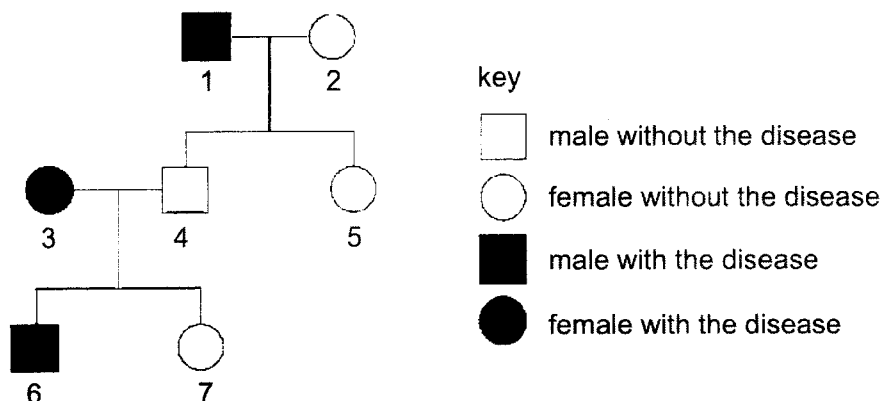 1 2
key
male without the disease
female without the disease
3 4 5
male with the disease
female with the disease
6 7